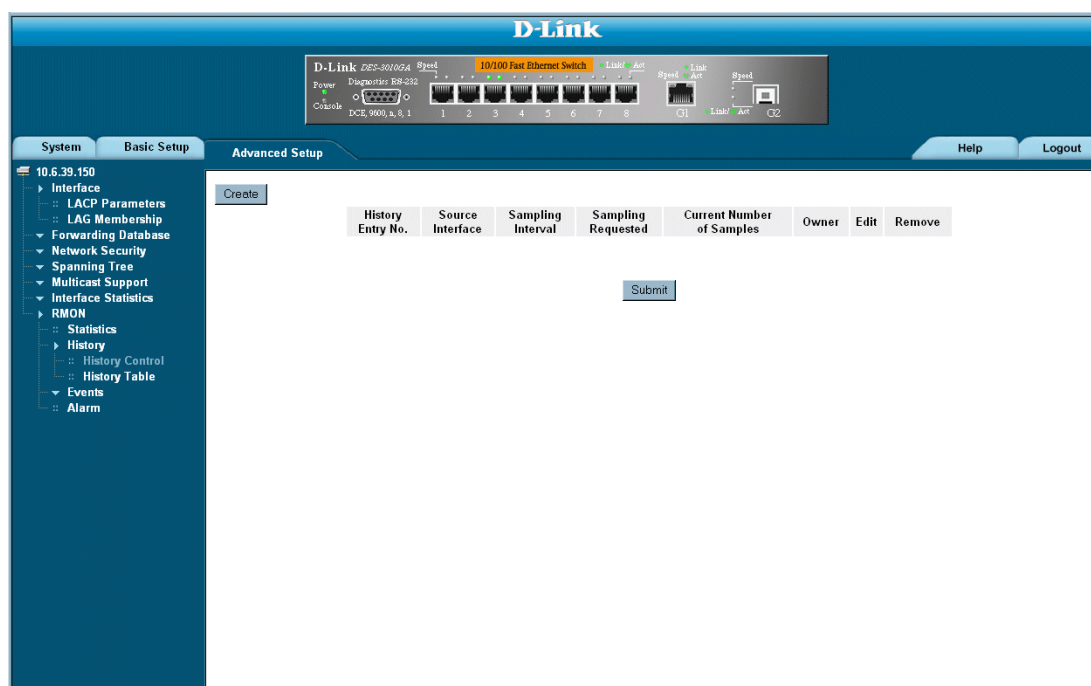 D-Link
D-Link DES-3010GA Speed 10/100 Fast Ethernet Switch Link/ Act
Link
Speed Act Speed
Power Diagnostics RS-232
Console
DCE, 9600, n, 8, 1 1 2 3 4 5 6 7 8 G1 Link/ Act G2
System Basic Setup Advanced Setup Help Logout
10.6.39.150
Interface
LACP Parameters
LAG Membership
Forwarding Database
Network Security
Spanning Tree
Multicast Support
Interface Statistics
RMON
Statistics
History
History Control
History Table
Events
Alarm
Create
History Entry No. Source Interface Sampling Interval Sampling Requested Current Number of Samples Owner Edit Remove
Submit